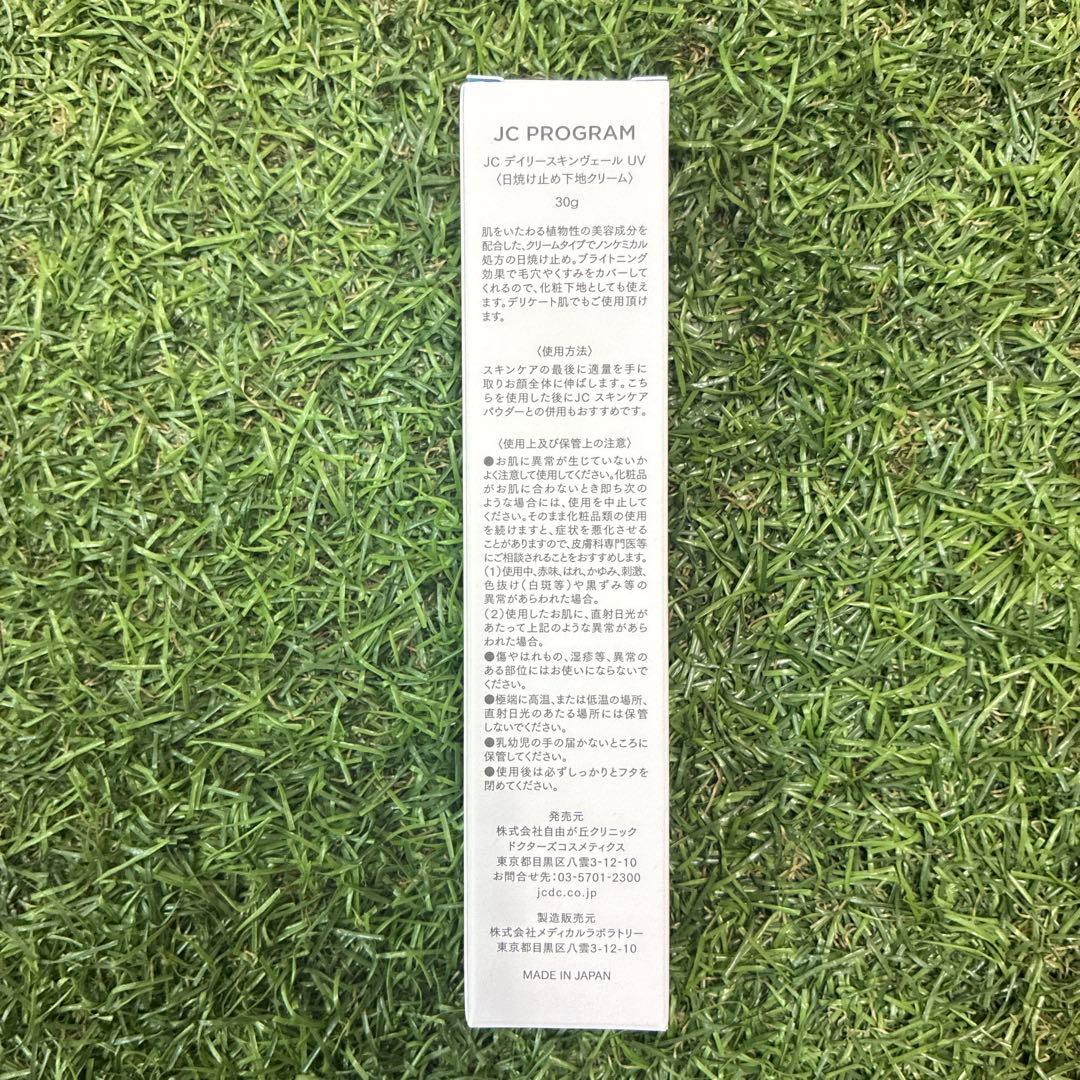 JC PROGRAM
JC デイリースキンヴェール UV
〈日焼け止め下地クリーム〉
30g
肌をいたわる植物性の美容成分を
配合した、クリームタイプでノンケミカル
処方の日焼け止め。ブライトニング
効果で毛穴やくすみをカバーして
くれるので、化粧下地としても使え
ます。デリケート肌でもご使用頂け
ます。
〈使用方法〉
スキンケアの最後に適量を手に
取りお顔全体に伸ばします。こち
らを使用した後にJC スキンケア
パウダーとの併用もおすすめです。
〈使用上及び保管上の注意〉
●お肌に異常が生じていないか
よく注意して使用してください。化粧品
がお肌に合わないとき即ち次の
ような場合には、使用を中止して
ください。そのまま化粧品類の使用
を続けますと、症状を悪化させる
ことがありますので、皮膚科専門医等
にご相談されることをおすすめします。
(1)使用中、赤味、はれ、かゆみ、刺激、
色抜け(白斑等)や黒ずみ等の
異常があらわれた場合。
(2)使用したお肌に、直射日光が
あたって上記のような異常があら
われた場合。
●傷やはれもの、湿疹等、異常の
ある部位にはお使いにならないで
ください。
●極端に高温、または低温の場所、
直射日光のあたる場所には保管
しないでください。
●乳幼児の手の届かないところに
保管してください。
●使用後は必ずしっかりとフタを
閉めてください。
発売元
株式会社自由が丘クリニック
ドクターズコスメティクス
東京都目黒区八雲3-12-10
お問合せ先：03-5701-2300
jcdc.co.jp
製造販売元
株式会社メディカルラボラトリー
東京都目黒区八雲3-12-10
MADE IN JAPAN